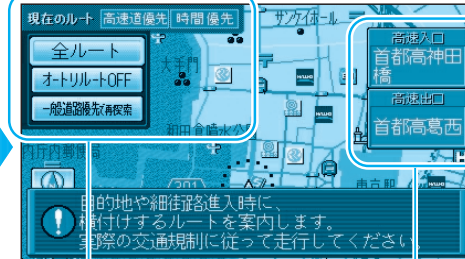 現在のルート 高速道優先 時間優先
全ルート
オートリルートOFF
一般道路優先で再探索
サンケイホール
大手門
和田倉噴水公
内庁内郵便局
東京駅
高速入口
首都高神田
橋
高速出口
首都高葛西
目的地や細街路進入時に、
横付けするルートを案内します。
実際の交通規制に従って走行してください。